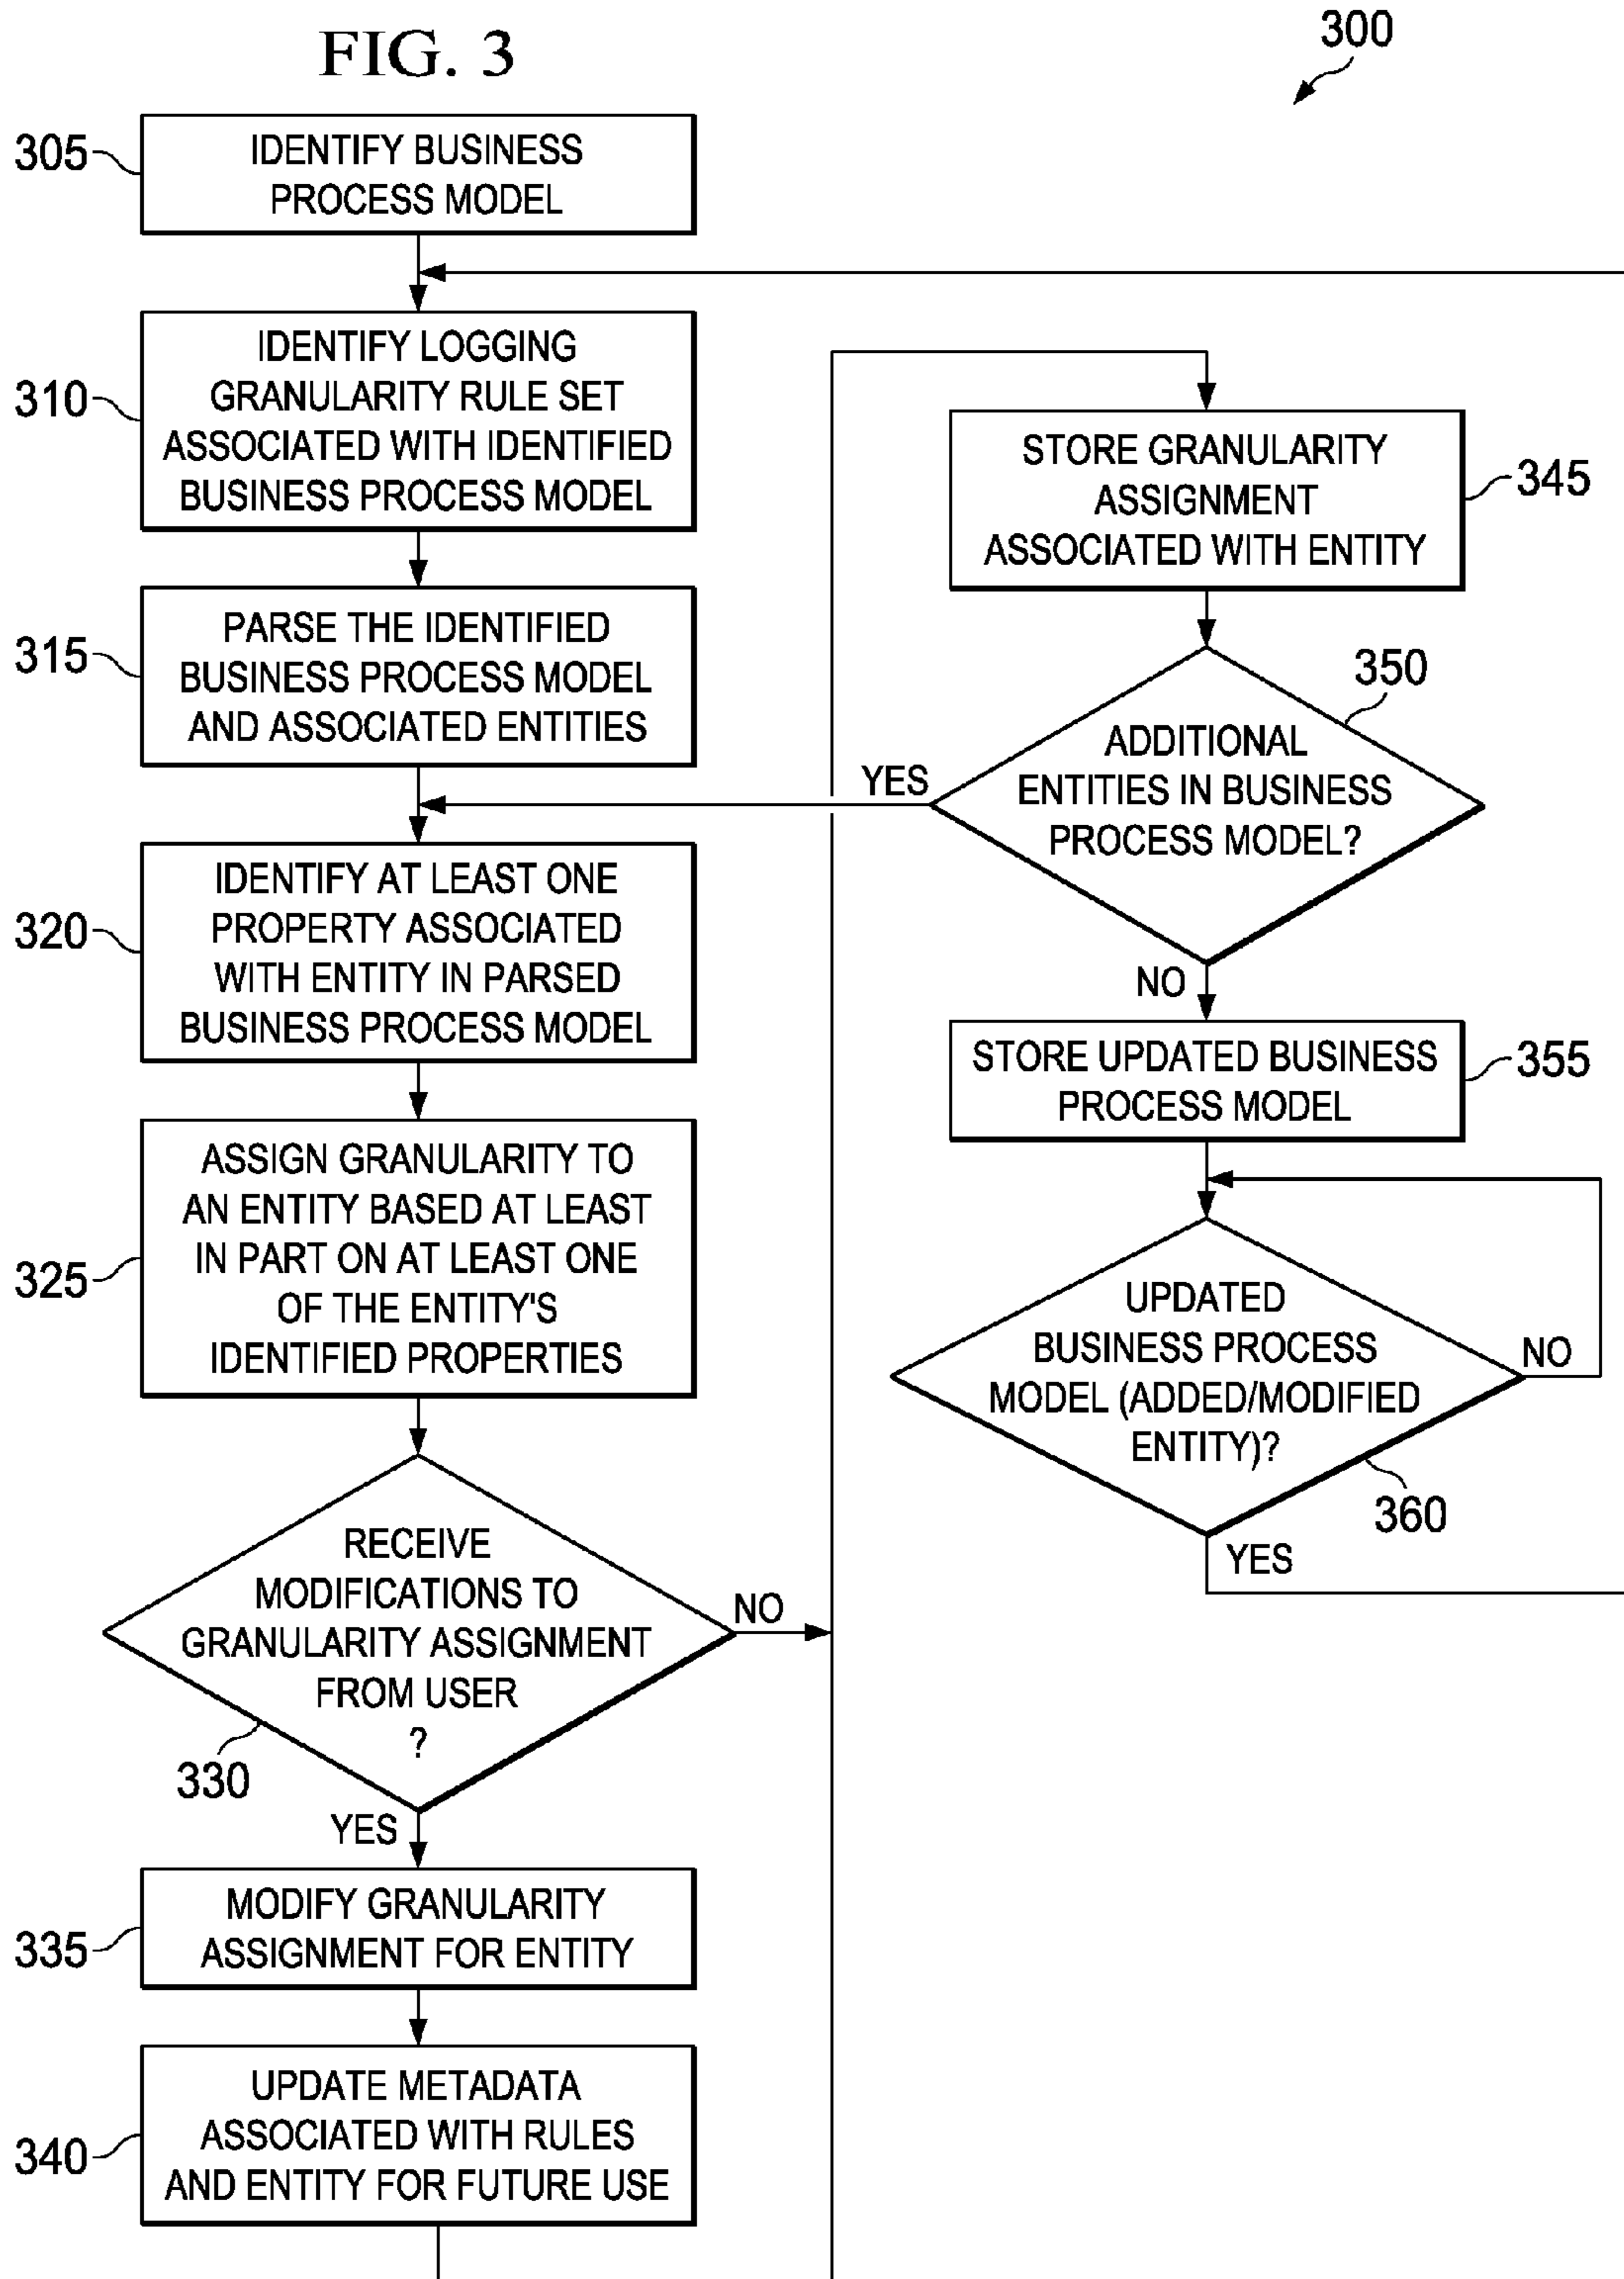 FIG. 3
300
305
IDENTIFY BUSINESS
PROCESS MODEL
310
IDENTIFY LOGGING
GRANULARITY RULE SET
ASSOCIATED WITH IDENTIFIED
BUSINESS PROCESS MODEL
315
PARSE THE IDENTIFIED
BUSINESS PROCESS MODEL
AND ASSOCIATED ENTITIES
320
IDENTIFY AT LEAST ONE
PROPERTY ASSOCIATED
WITH ENTITY IN PARSED
BUSINESS PROCESS MODEL
325
ASSIGN GRANULARITY TO
AN ENTITY BASED AT LEAST
IN PART ON AT LEAST ONE
OF THE ENTITY'S
IDENTIFIED PROPERTIES
RECEIVE
MODIFICATIONS TO
GRANULARITY ASSIGNMENT
FROM USER
?
330
NO
YES
335
MODIFY GRANULARITY
ASSIGNMENT FOR ENTITY
340
UPDATE METADATA
ASSOCIATED WITH RULES
AND ENTITY FOR FUTURE USE
STORE GRANULARITY
ASSIGNMENT
ASSOCIATED WITH ENTITY
345
350
ADDITIONAL
ENTITIES IN BUSINESS
PROCESS MODEL?
YES
NO
STORE UPDATED BUSINESS
PROCESS MODEL
355
UPDATED
BUSINESS PROCESS
MODEL (ADDED/MODIFIED
ENTITY)?
NO
360
YES